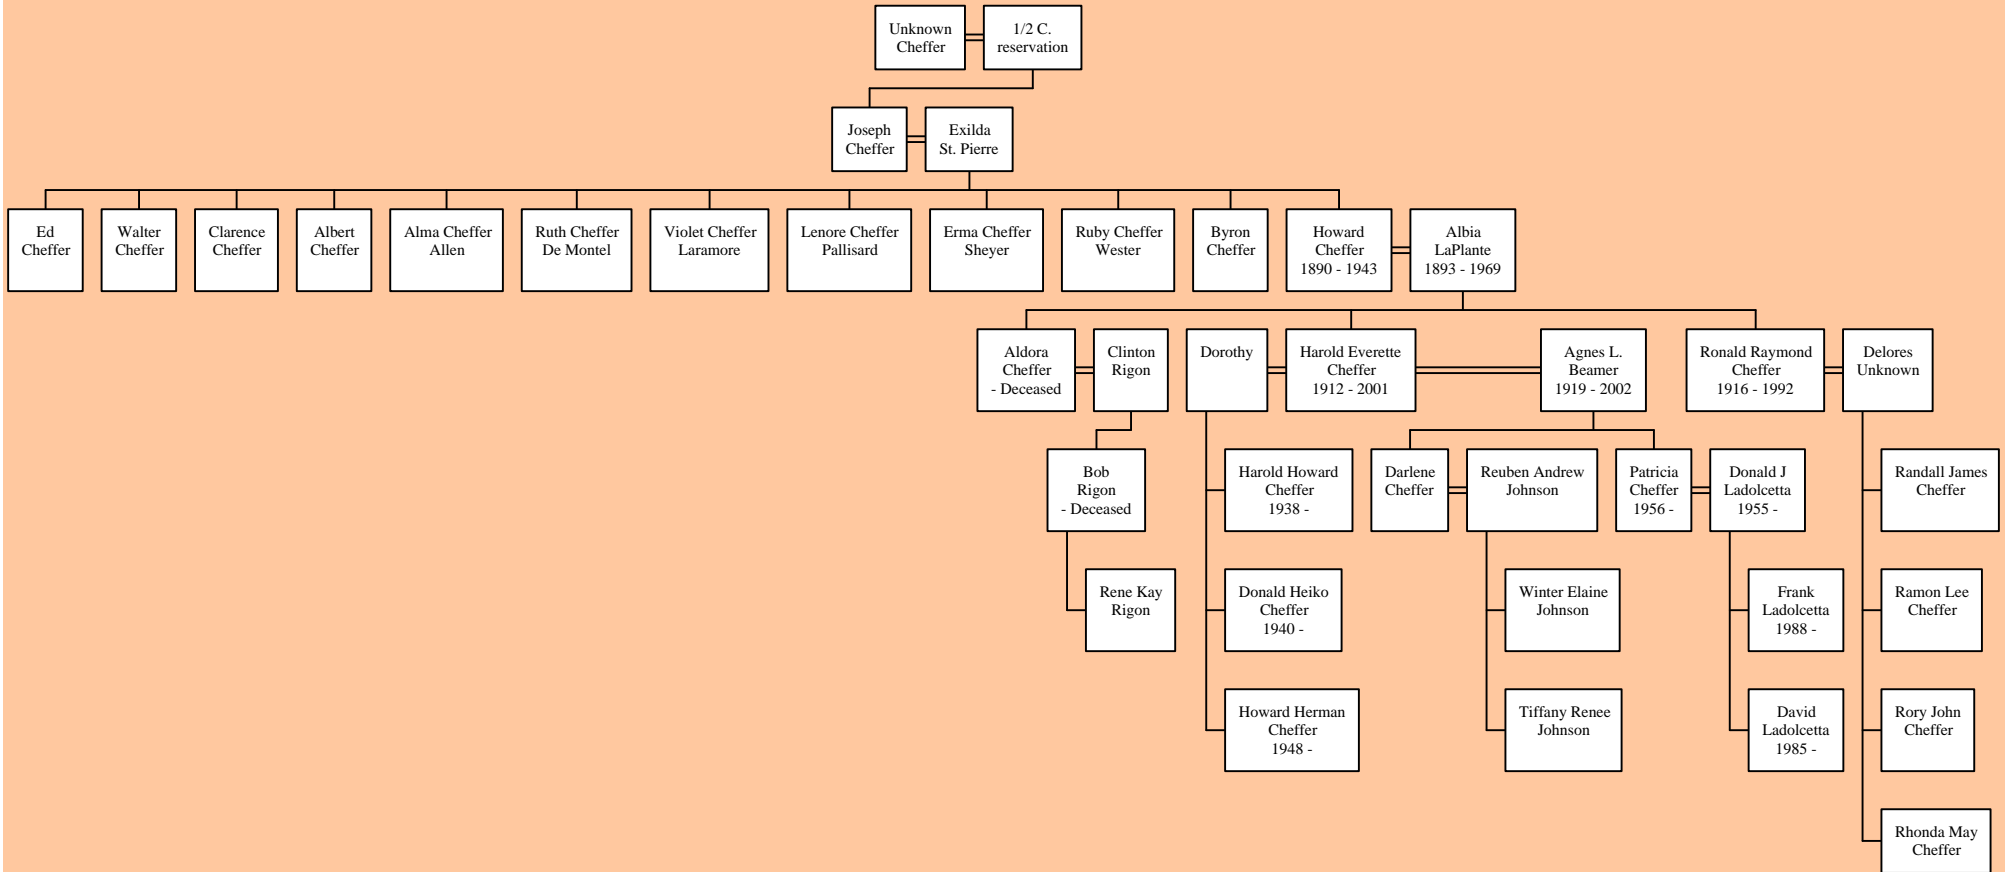 Unknown
Cheffer
1/2 C.
reservation
Joseph
Cheffer
Exilda
St. Pierre
Ed
Cheffer
Walter
Cheffer
Clarence
Cheffer
Albert
Cheffer
Alma Cheffer
Allen
Ruth Cheffer
De Montel
Violet Cheffer
Laramore
Lenore Cheffer
Pallisard
Erma Cheffer
Sheyer
Ruby Cheffer
Wester
Byron
Cheffer
Howard
Cheffer
1890 - 1943
Albia
LaPlante
1893 - 1969
Aldora
Cheffer
- Deceased
Clinton
Rigon
Dorothy
Harold Everette
Cheffer
1912 - 2001
Agnes L.
Beamer
1919 - 2002
Ronald Raymond
Cheffer
1916 - 1992
Delores
Unknown
Bob
Rigon
- Deceased
Harold Howard
Cheffer
1938 -
Darlene
Cheffer
Reuben Andrew
Johnson
Patricia
Cheffer
1956 -
Donald J
Ladolcetta
1955 -
Randall James
Cheffer
Rene Kay
Rigon
Donald Heiko
Cheffer
1940 -
Winter Elaine
Johnson
Frank
Ladolcetta
1988 -
Ramon Lee
Cheffer
Howard Herman
Cheffer
1948 -
Tiffany Renee
Johnson
David
Ladolcetta
1985 -
Rory John
Cheffer
Rhonda May
Cheffer